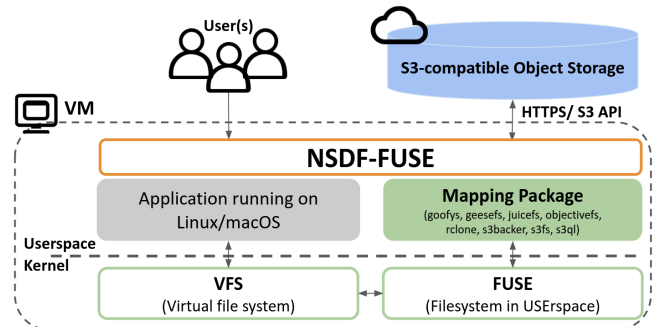 User(s)
S3-compatible Object Storage
VM
HTTPS/ S3 API
NSDF-FUSE
Application running on
Linux/macOS
Mapping Package
(goofys, geesefs, juicefs, objectivefs,
rclone, s3backer, s3fs, s3ql)
Userspace
Kernel
VFS
(Virtual file system)
FUSE
(Filesystem in USErspace)